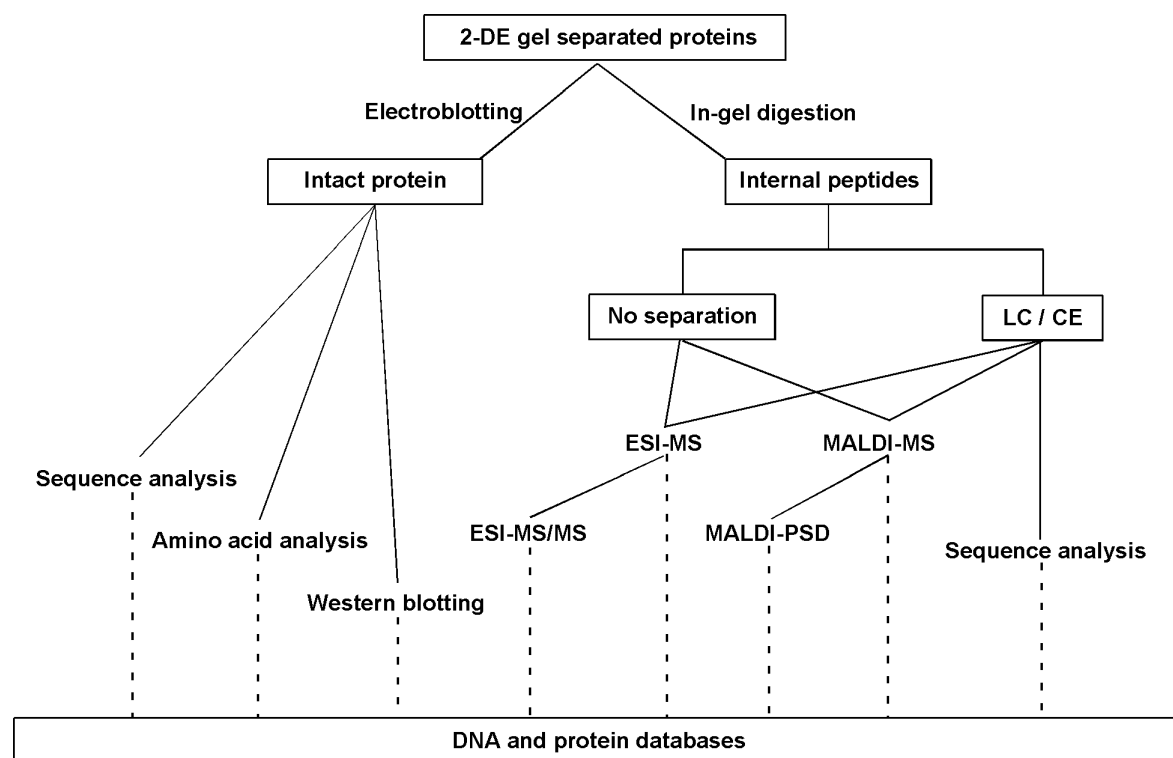 2-DE gel separated proteins
Electroblotting
In-gel digestion
Intact protein
Internal peptides
No separation
LC / CE
ESI-MS
MALDI-MS
Sequence analysis
ESI-MS/MS
MALDI-PSD
Amino acid analysis
Sequence analysis
Western blotting
DNA and protein databases